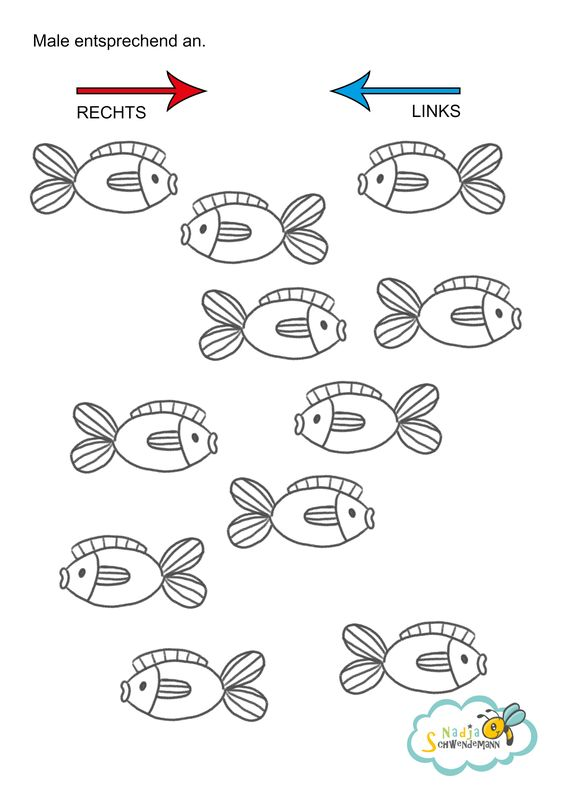 Male entsprechend an.
RECHTS
LINKS
Nadja
Schwendemann